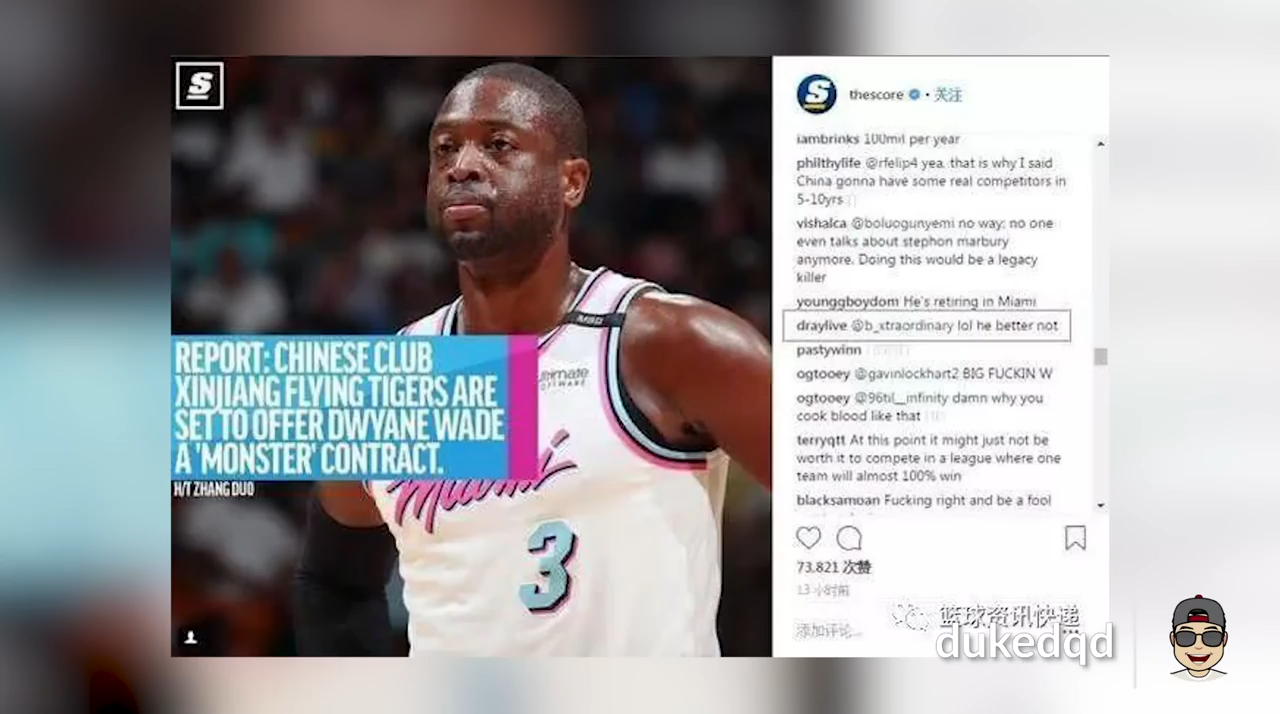 S
REPORT: CHINESE CLUB
XINJIANG FLYING TIGERS ARE
SET TO OFFER DWYANE WADE
A 'MONSTER' CONTRACT.
H/T ZHANG DUO
MSG
ultimate
SOFTWARE
Miami
3
S
thescore • 关注
iambrinks 100mil per year
philthylife @rfelip4 yea. that is why I said
China gonna have some real competitors in
5-10yrs
vishalca @boluogunyemi no way; no one
even talks about stephon marbury
anymore. Doing this would be a legacy
killer
younggboydom He's retiring in Miami
draylive @b_xtraordinary lol he better not
pastywinn
ogtooey @gavinlockhart2 BIG FUCKIN W
ogtooey @96til__infinity damn why you
cook blood like that
terryqtt At this point it might just not be
worth it to compete in a league where one
team will almost 100% win
blacksamoan Fucking right and be a fool
73,821 次赞
13 小时前
添加评论...
篮球资讯快递
dukedqd